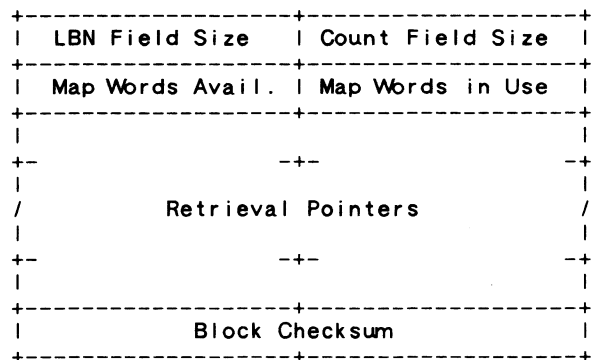 LBN Field Size | Count Field Size
Map Words Avail. | Map Words in Use
Retrieval Pointers
Block Checksum